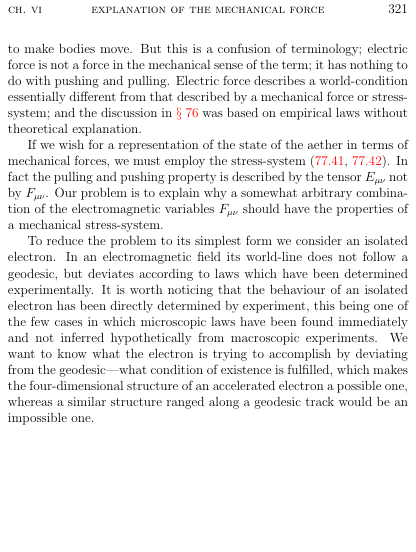 CH. VI EXPLANATION OF THE MECHANICAL FORCE 321
to make bodies move. But this is a confusion of terminology; electric
force is not a force in the mechanical sense of the term; it has nothing to
do with pushing and pulling. Electric force describes a world-condition
essentially different from that described by a mechanical force or stress-
system; and the discussion in § 76 was based on empirical laws without
theoretical explanation.
If we wish for a representation of the state of the aether in terms of
mechanical forces, we must employ the stress-system (77.41, 77.42). In
fact the pulling and pushing property is described by the tensor Eμν not
by Fμν. Our problem is to explain why a somewhat arbitrary combina-
tion of the electromagnetic variables Fμν should have the properties of
a mechanical stress-system.
To reduce the problem to its simplest form we consider an isolated
electron. In an electromagnetic field its world-line does not follow a
geodesic, but deviates according to laws which have been determined
experimentally. It is worth noticing that the behaviour of an isolated
electron has been directly determined by experiment, this being one of
the few cases in which microscopic laws have been found immediately
and not inferred hypothetically from macroscopic experiments. We
want to know what the electron is trying to accomplish by deviating
from the geodesic—what condition of existence is fulfilled, which makes
the four-dimensional structure of an accelerated electron a possible one,
whereas a similar structure ranged along a geodesic track would be an
impossible one.